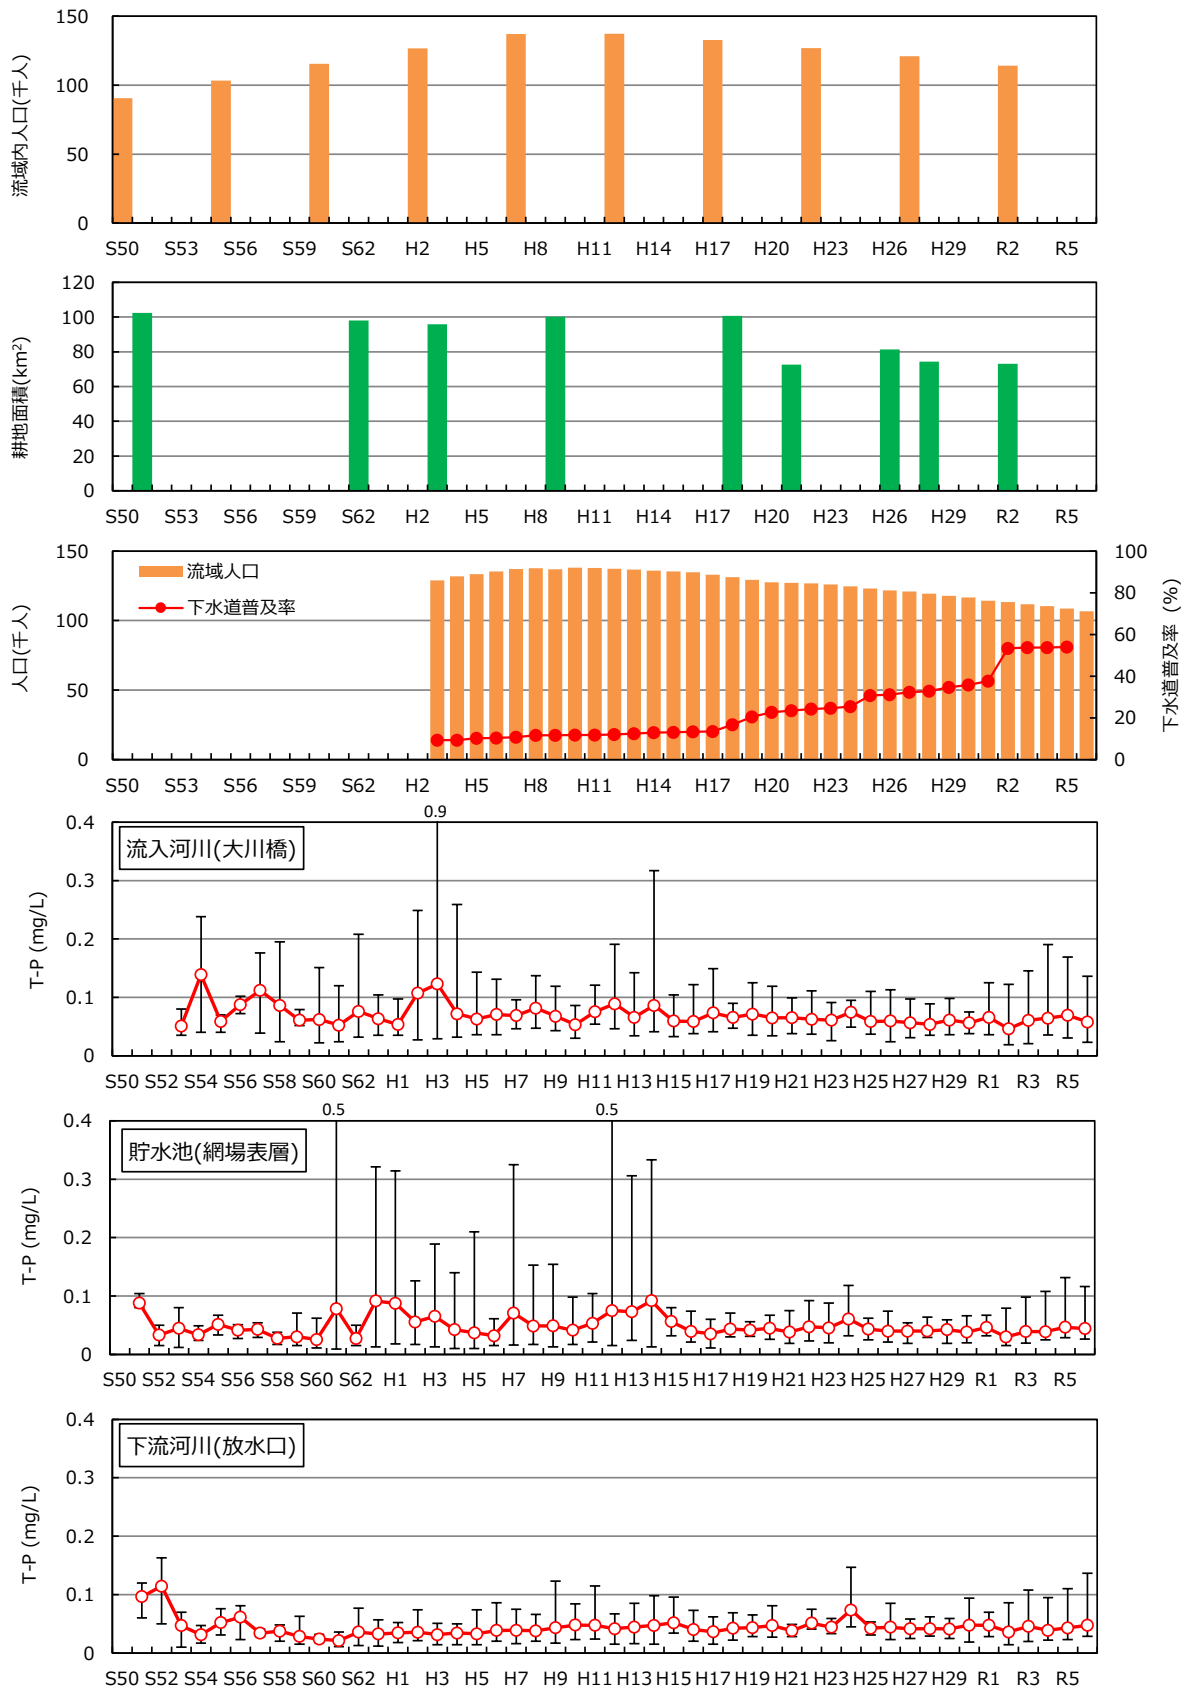 流域内人口(千人)
150
100
50
0
S50 S53 S56 S59 S62 H2 H5 H8 H11 H14 H17 H20 H23 H26 H29 R2 R5
耕地面積(km²)
120
100
80
60
40
20
0
S50 S53 S56 S59 S62 H2 H5 H8 H11 H14 H17 H20 H23 H26 H29 R2 R5
人口(千人)
150
100
50
0
流域人口
下水道普及率
100
80
60
40
20
0
下水道普及率 (%)
S50 S53 S56 S59 S62 H2 H5 H8 H11 H14 H17 H20 H23 H26 H29 R2 R5
0.9
流入河川(大川橋)
T-P (mg/L)
0.4
0.3
0.2
0.1
0
S50 S52 S54 S56 S58 S60 S62 H1 H3 H5 H7 H9 H11 H13 H15 H17 H19 H21 H23 H25 H27 H29 R1 R3 R5
0.5 0.5
貯水池(網場表層)
T-P (mg/L)
0.4
0.3
0.2
0.1
0
S50 S52 S54 S56 S58 S60 S62 H1 H3 H5 H7 H9 H11 H13 H15 H17 H19 H21 H23 H25 H27 H29 R1 R3 R5
下流河川(放水口)
T-P (mg/L)
0.4
0.3
0.2
0.1
0
S50 S52 S54 S56 S58 S60 S62 H1 H3 H5 H7 H9 H11 H13 H15 H17 H19 H21 H23 H25 H27 H29 R1 R3 R5